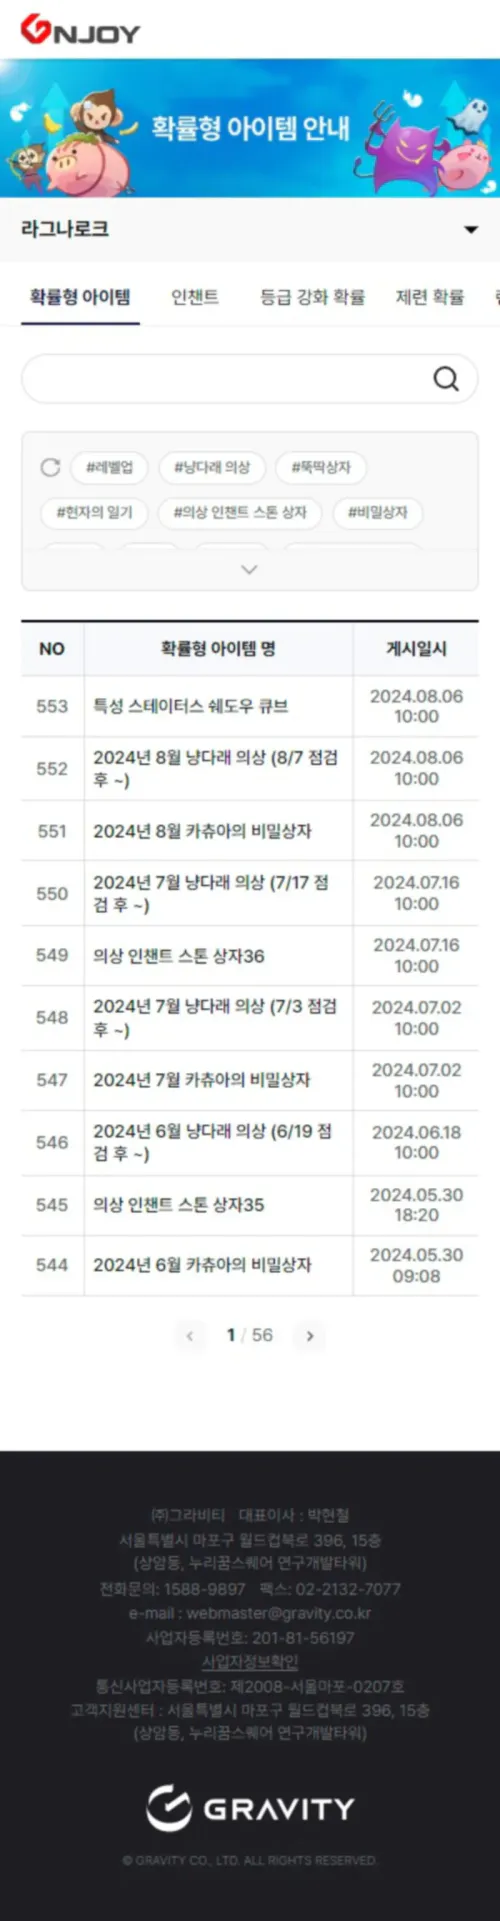 GNJOY
확률형 아이템 안내
라그나로크
확률형 아이템 인챈트 등급 강화 확률 제련 확률
#레벨업 #냥다래 의상 #뚝딱상자
#현자의 일기 #의상 인챈트 스톤 상자 #비밀상자
NO 확률형 아이템 명 게시일시
553 특성 스테이터스 쉐도우 큐브 2024.08.06 10:00
552 2024년 8월 냥다래 의상 (8/7 점검 후 ~) 2024.08.06 10:00
551 2024년 8월 카츄아의 비밀상자 2024.08.06 10:00
550 2024년 7월 냥다래 의상 (7/17 점검 후 ~) 2024.07.16 10:00
549 의상 인챈트 스톤 상자36 2024.07.16 10:00
548 2024년 7월 냥다래 의상 (7/3 점검 후 ~) 2024.07.02 10:00
547 2024년 7월 카츄아의 비밀상자 2024.07.02 10:00
546 2024년 6월 냥다래 의상 (6/19 점검 후 ~) 2024.06.18 10:00
545 의상 인챈트 스톤 상자35 2024.05.30 18:20
544 2024년 6월 카츄아의 비밀상자 2024.05.30 09:08
1 / 56
㈜그라비티 대표이사 : 박현철
서울특별시 마포구 월드컵북로 396, 15층
(상암동, 누리꿈스퀘어 연구개발타워)
전화문의: 1588-9897 팩스: 02-2132-7077
e-mail : webmaster@gravity.co.kr
사업자등록번호: 201-81-56197
사업자정보확인
통신사업자등록번호: 제2008-서울마포-0207호
고객지원센터 : 서울특별시 마포구 월드컵북로 396, 15층
(상암동, 누리꿈스퀘어 연구개발타워)
GRAVITY
© GRAVITY CO., LTD. ALL RIGHTS RESERVED.